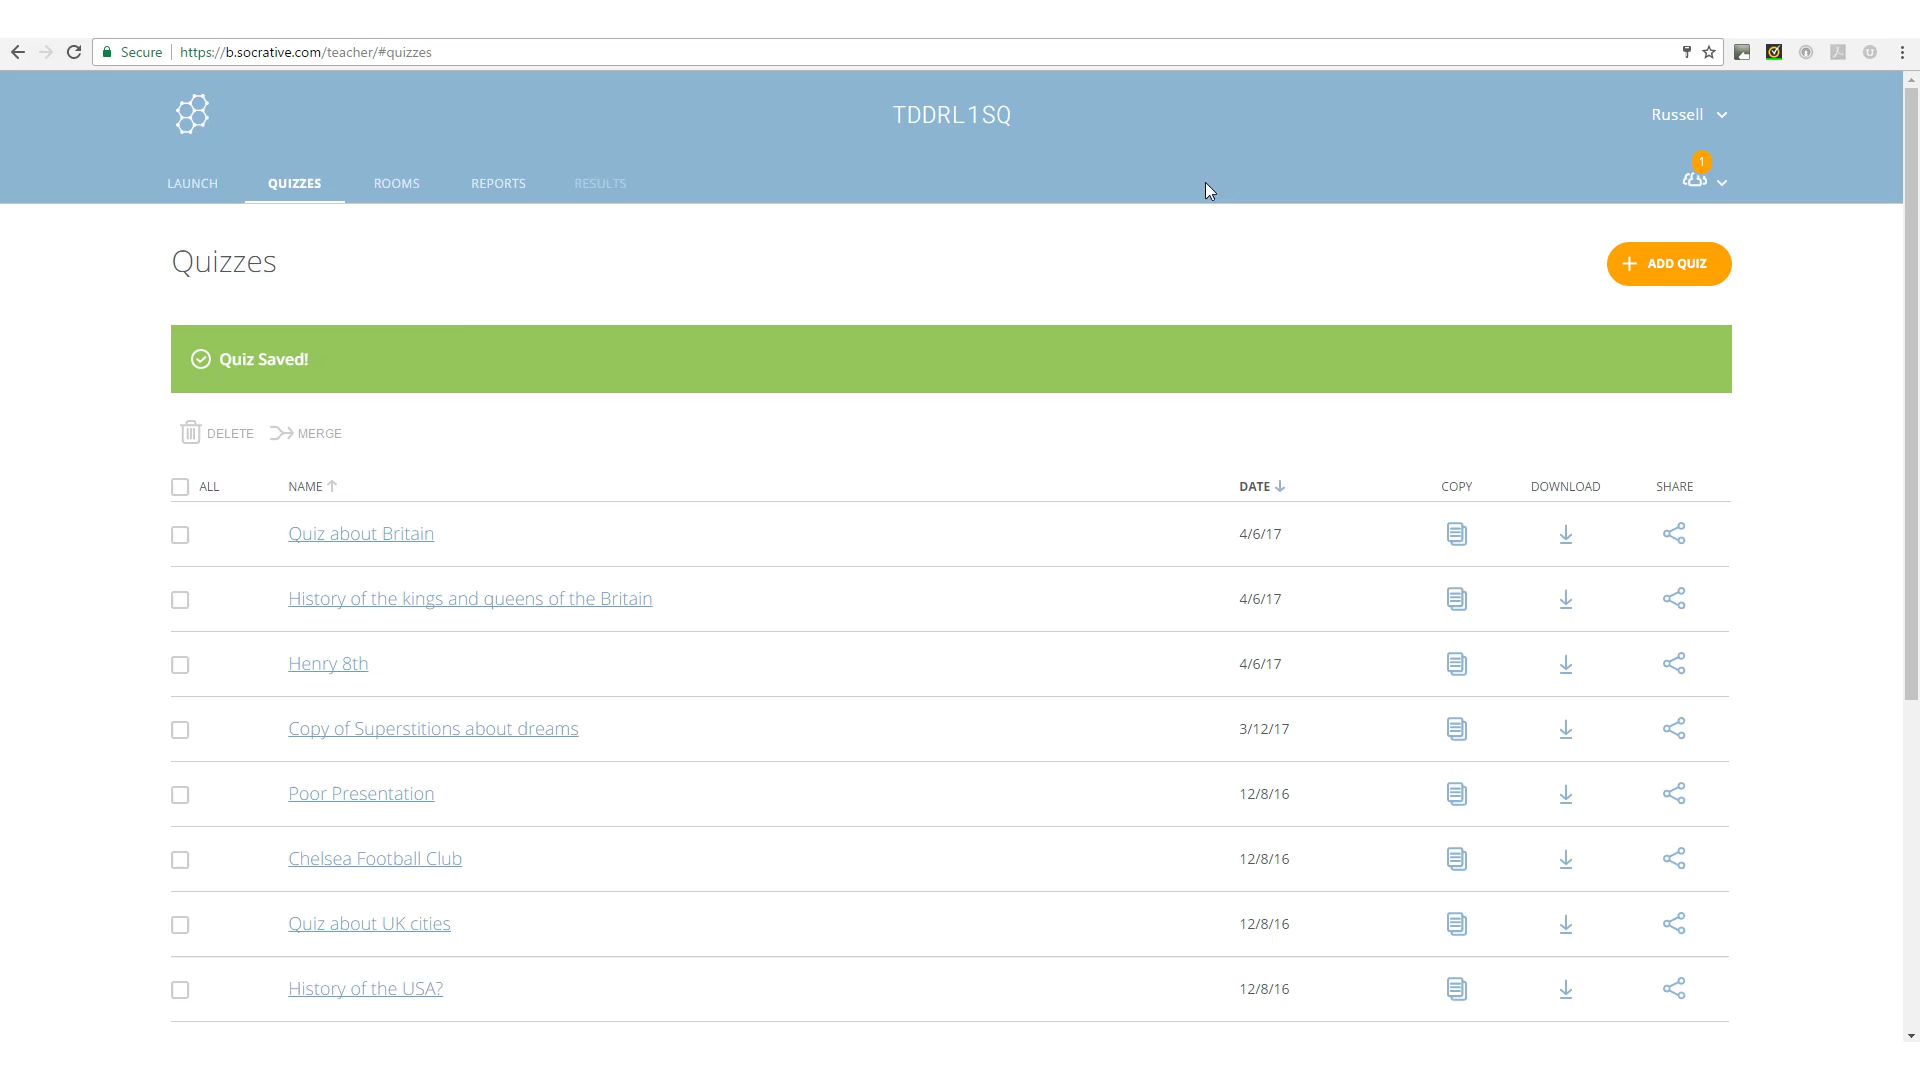 Secure https://b.socrative.com/teacher/#quizzes
TDDRL1SQ
Russell
1
LAUNCH QUIZZES ROOMS REPORTS RESULTS
Quizzes
ADD QUIZ
Quiz Saved!
DELETE MERGE
ALL NAME DATE COPY DOWNLOAD SHARE
Quiz about Britain 4/6/17
History of the kings and queens of the Britain 4/6/17
Henry 8th 4/6/17
Copy of Superstitions about dreams 3/12/17
Poor Presentation 12/8/16
Chelsea Football Club 12/8/16
Quiz about UK cities 12/8/16
History of the USA? 12/8/16